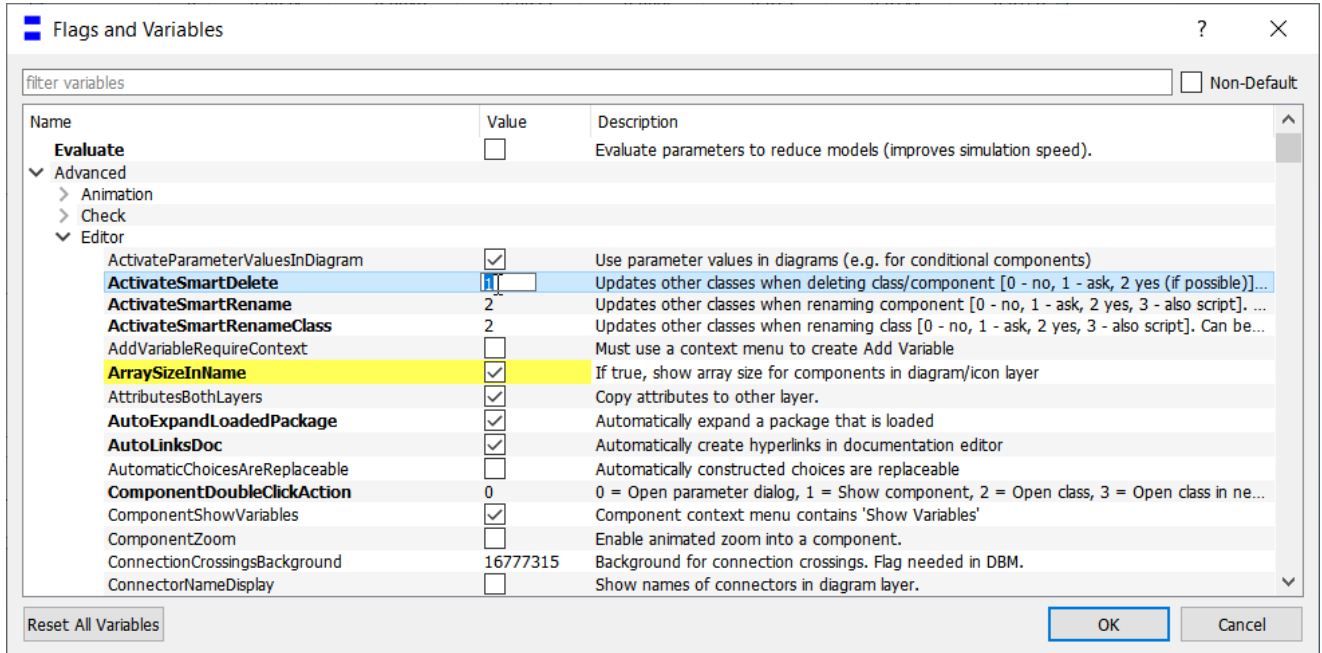 Flags and Variables ?
filter variables Non-Default
Name Value Description
Evaluate Evaluate parameters to reduce models (improves simulation speed).
Advanced
Animation
Check
Editor
ActivateParameterValuesInDiagram Use parameter values in diagrams (e.g. for conditional components)
ActivateSmartDelete 1 Updates other classes when deleting class/component [0 - no, 1 - ask, 2 yes (if possible)]...
ActivateSmartRename 2 Updates other classes when renaming component [0 - no, 1 - ask, 2 yes, 3 - also script]. ...
ActivateSmartRenameClass 2 Updates other classes when renaming class [0 - no, 1 - ask, 2 yes, 3 - also script]. Can be...
AddVariableRequireContext Must use a context menu to create Add Variable
ArraySizeInName If true, show array size for components in diagram/icon layer
AttributesBothLayers Copy attributes to other layer.
AutoExpandLoadedPackage Automatically expand a package that is loaded
AutoLinksDoc Automatically create hyperlinks in documentation editor
AutomaticChoicesAreReplaceable Automatically constructed choices are replaceable
ComponentDoubleClickAction 0 0 = Open parameter dialog, 1 = Show component, 2 = Open class, 3 = Open class in ne...
ComponentShowVariables Component context menu contains 'Show Variables'
ComponentZoom Enable animated zoom into a component.
ConnectionCrossingsBackground 16777315 Background for connection crossings. Flag needed in DBM.
ConnectorNameDisplay Show names of connectors in diagram layer.
Reset All Variables OK Cancel